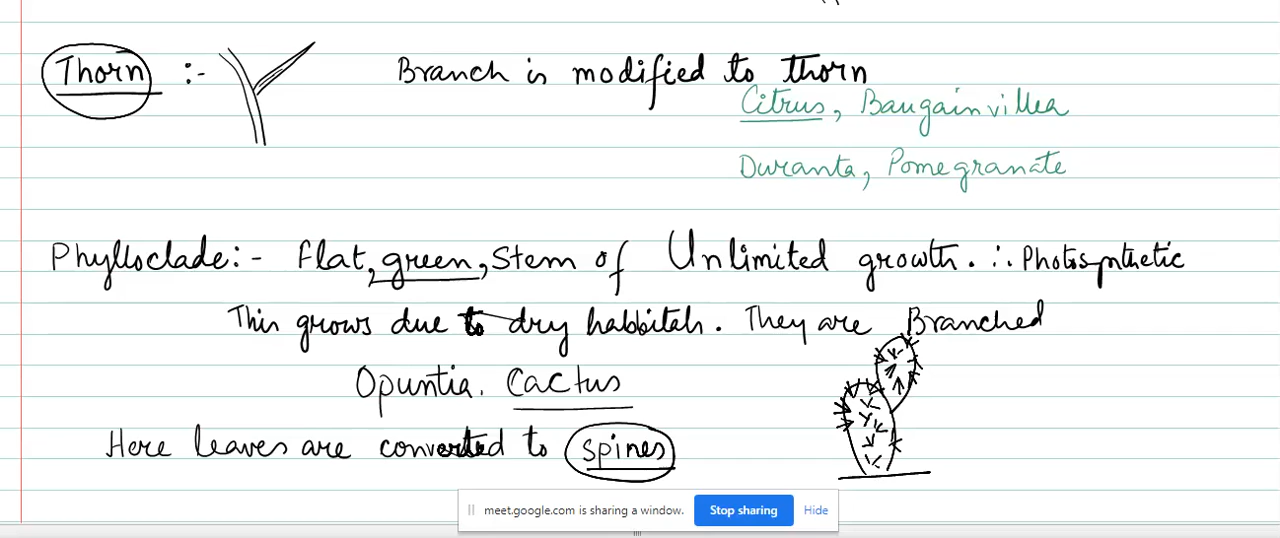 Thorn :- Branch is modified to thorn
Citrus, Baugainvillea
Duranta, Pomegranate
Phylloclade:- Flat, green, Stem of Unlimited growth. ∴ Photosynthetic
This grows due to dry habbitah. They are Branched
Opuntia. Cactus
Here leaves are converted to spines
meet.google.com is sharing a window. Stop sharing Hide